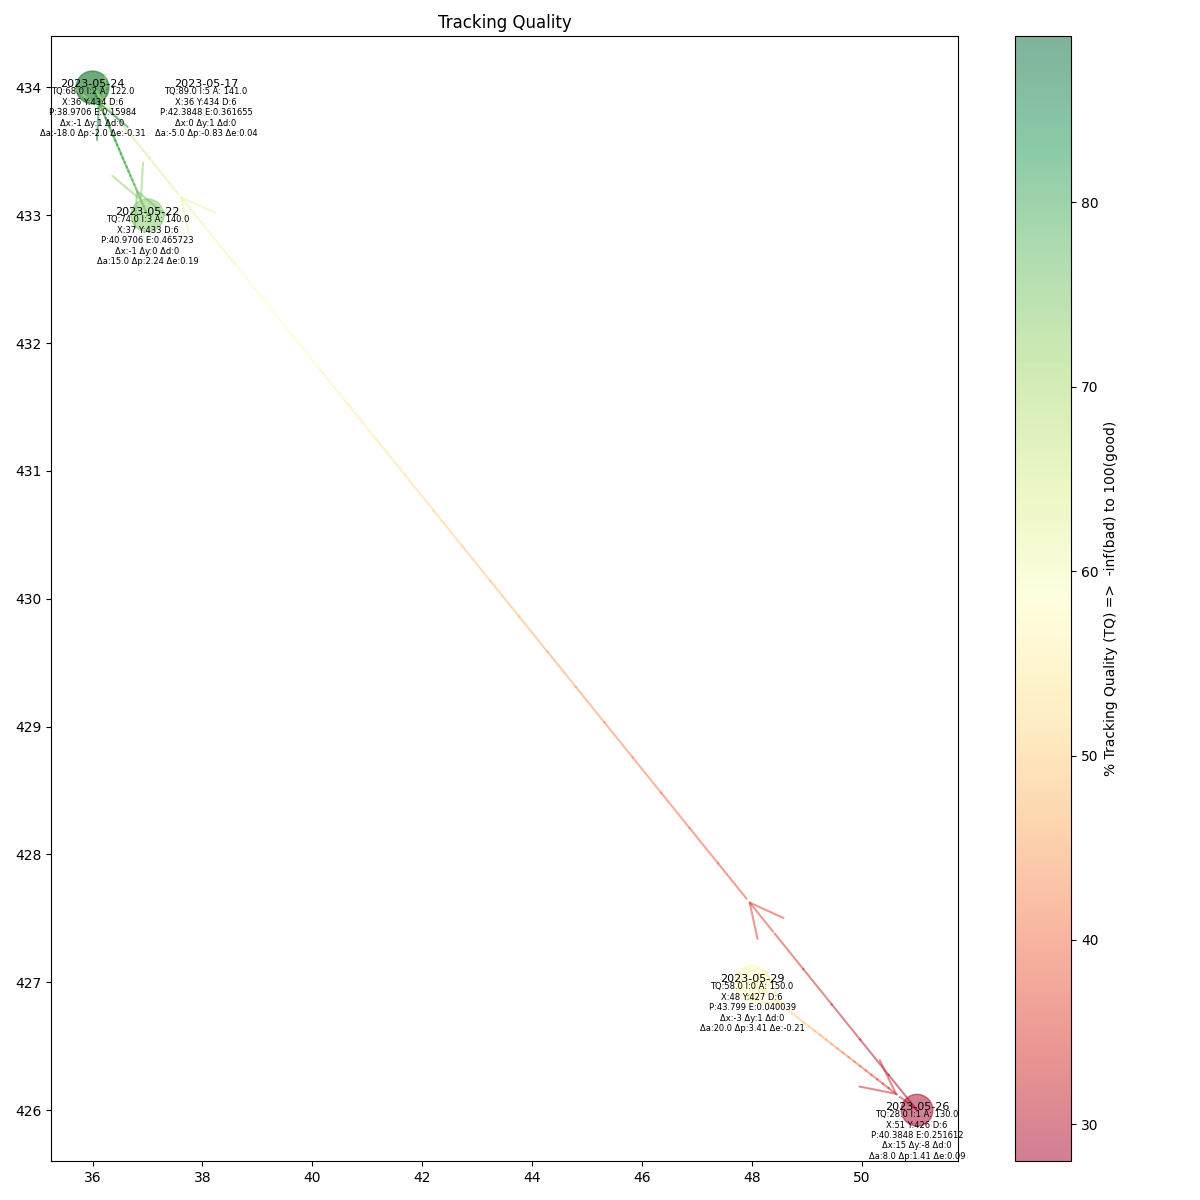 Tracking Quality
2023-05-24
TQ:68.0 I:2 A: 122.0
X:36 Y:434 D:6
P:38.9706 E:0.15984
Δx:-1 Δy:1 Δd:0
Δa:-18.0 Δp:-2.0 Δe:-0.31
2023-05-17
TQ:89.0 I:5 A: 141.0
X:36 Y:434 D:6
P:42.3848 E:0.361655
Δx:0 Δy:1 Δd:0
Δa:-5.0 Δp:-0.83 Δe:0.04
2023-05-22
TQ:74.0 I:3 A: 140.0
X:37 Y:433 D:6
P:40.9706 E:0.465723
Δx:-1 Δy:0 Δd:0
Δa:15.0 Δp:2.24 Δe:0.19
2023-05-29
TQ:58.0 I:0 A: 150.0
X:48 Y:427 D:6
P:43.799 E:0.040039
Δx:-3 Δy:1 Δd:0
Δa:20.0 Δp:3.41 Δe:-0.21
2023-05-26
TQ:28.0 I:1 A: 130.0
X:51 Y:426 D:6
P:40.3848 E:0.251612
Δx:15 Δy:-8 Δd:0
Δa:8.0 Δp:1.41 Δe:0.09
434
433
432
431
430
429
428
427
426
36 38 40 42 44 46 48 50
80
70
60
50
40
30
% Tracking Quality (TQ) => -inf(bad) to 100(good)